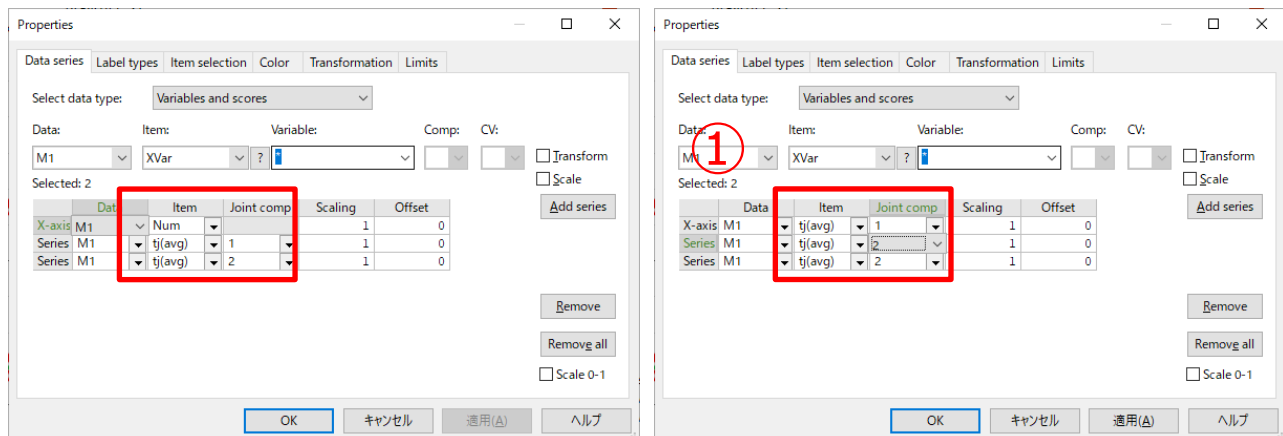 Properties
Data series Label types Item selection Color Transformation Limits
Select data type: Variables and scores
Data: Item: Variable: Comp: CV:
M1 XVar ? * Transform
Scale
Selected: 2
Data Item Joint comp Scaling Offset Add series
X-axis M1 Num 1 0
Series M1 tj(avg) 1 1 0
Series M1 tj(avg) 2 1 0
Remove
Remove all
Scale 0-1
OK キャンセル 適用(A) ヘルプ
Properties
Data series Label types Item selection Color Transformation Limits
Select data type: Variables and scores
Data: Item: Variable: Comp: CV:
①
M1 XVar ? * Transform
Scale
Selected: 2
Data Item Joint comp Scaling Offset Add series
X-axis M1 tj(avg) 1 1 0
Series M1 tj(avg) 2 1 0
Series M1 tj(avg) 2 1 0
Remove
Remove all
Scale 0-1
OK キャンセル 適用(A) ヘルプ